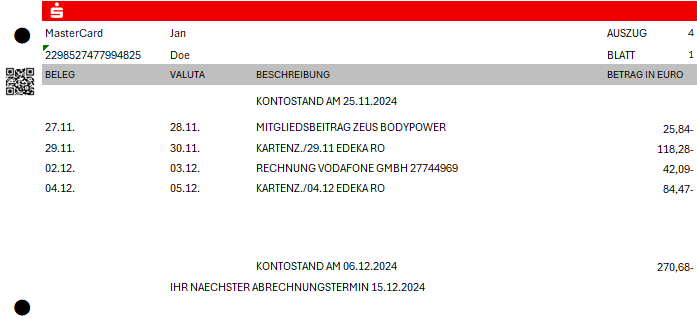 MasterCard Jan AUSZUG 4
2298527477994825 Doe BLATT 1
BELEG VALUTA BESCHREIBUNG BETRAG IN EURO
KONTOSTAND AM 25.11.2024
27.11. 28.11. MITGLIEDSBEITRAG ZEUS BODYPOWER 25,84-
29.11. 30.11. KARTENZ./29.11 EDEKA RO 118,28-
02.12. 03.12. RECHNUNG VODAFONE GMBH 27744969 42,09-
04.12. 05.12. KARTENZ./04.12 EDEKA RO 84,47-
KONTOSTAND AM 06.12.2024 270,68-
IHR NAECHSTER ABRECHNUNGSTERMIN 15.12.2024